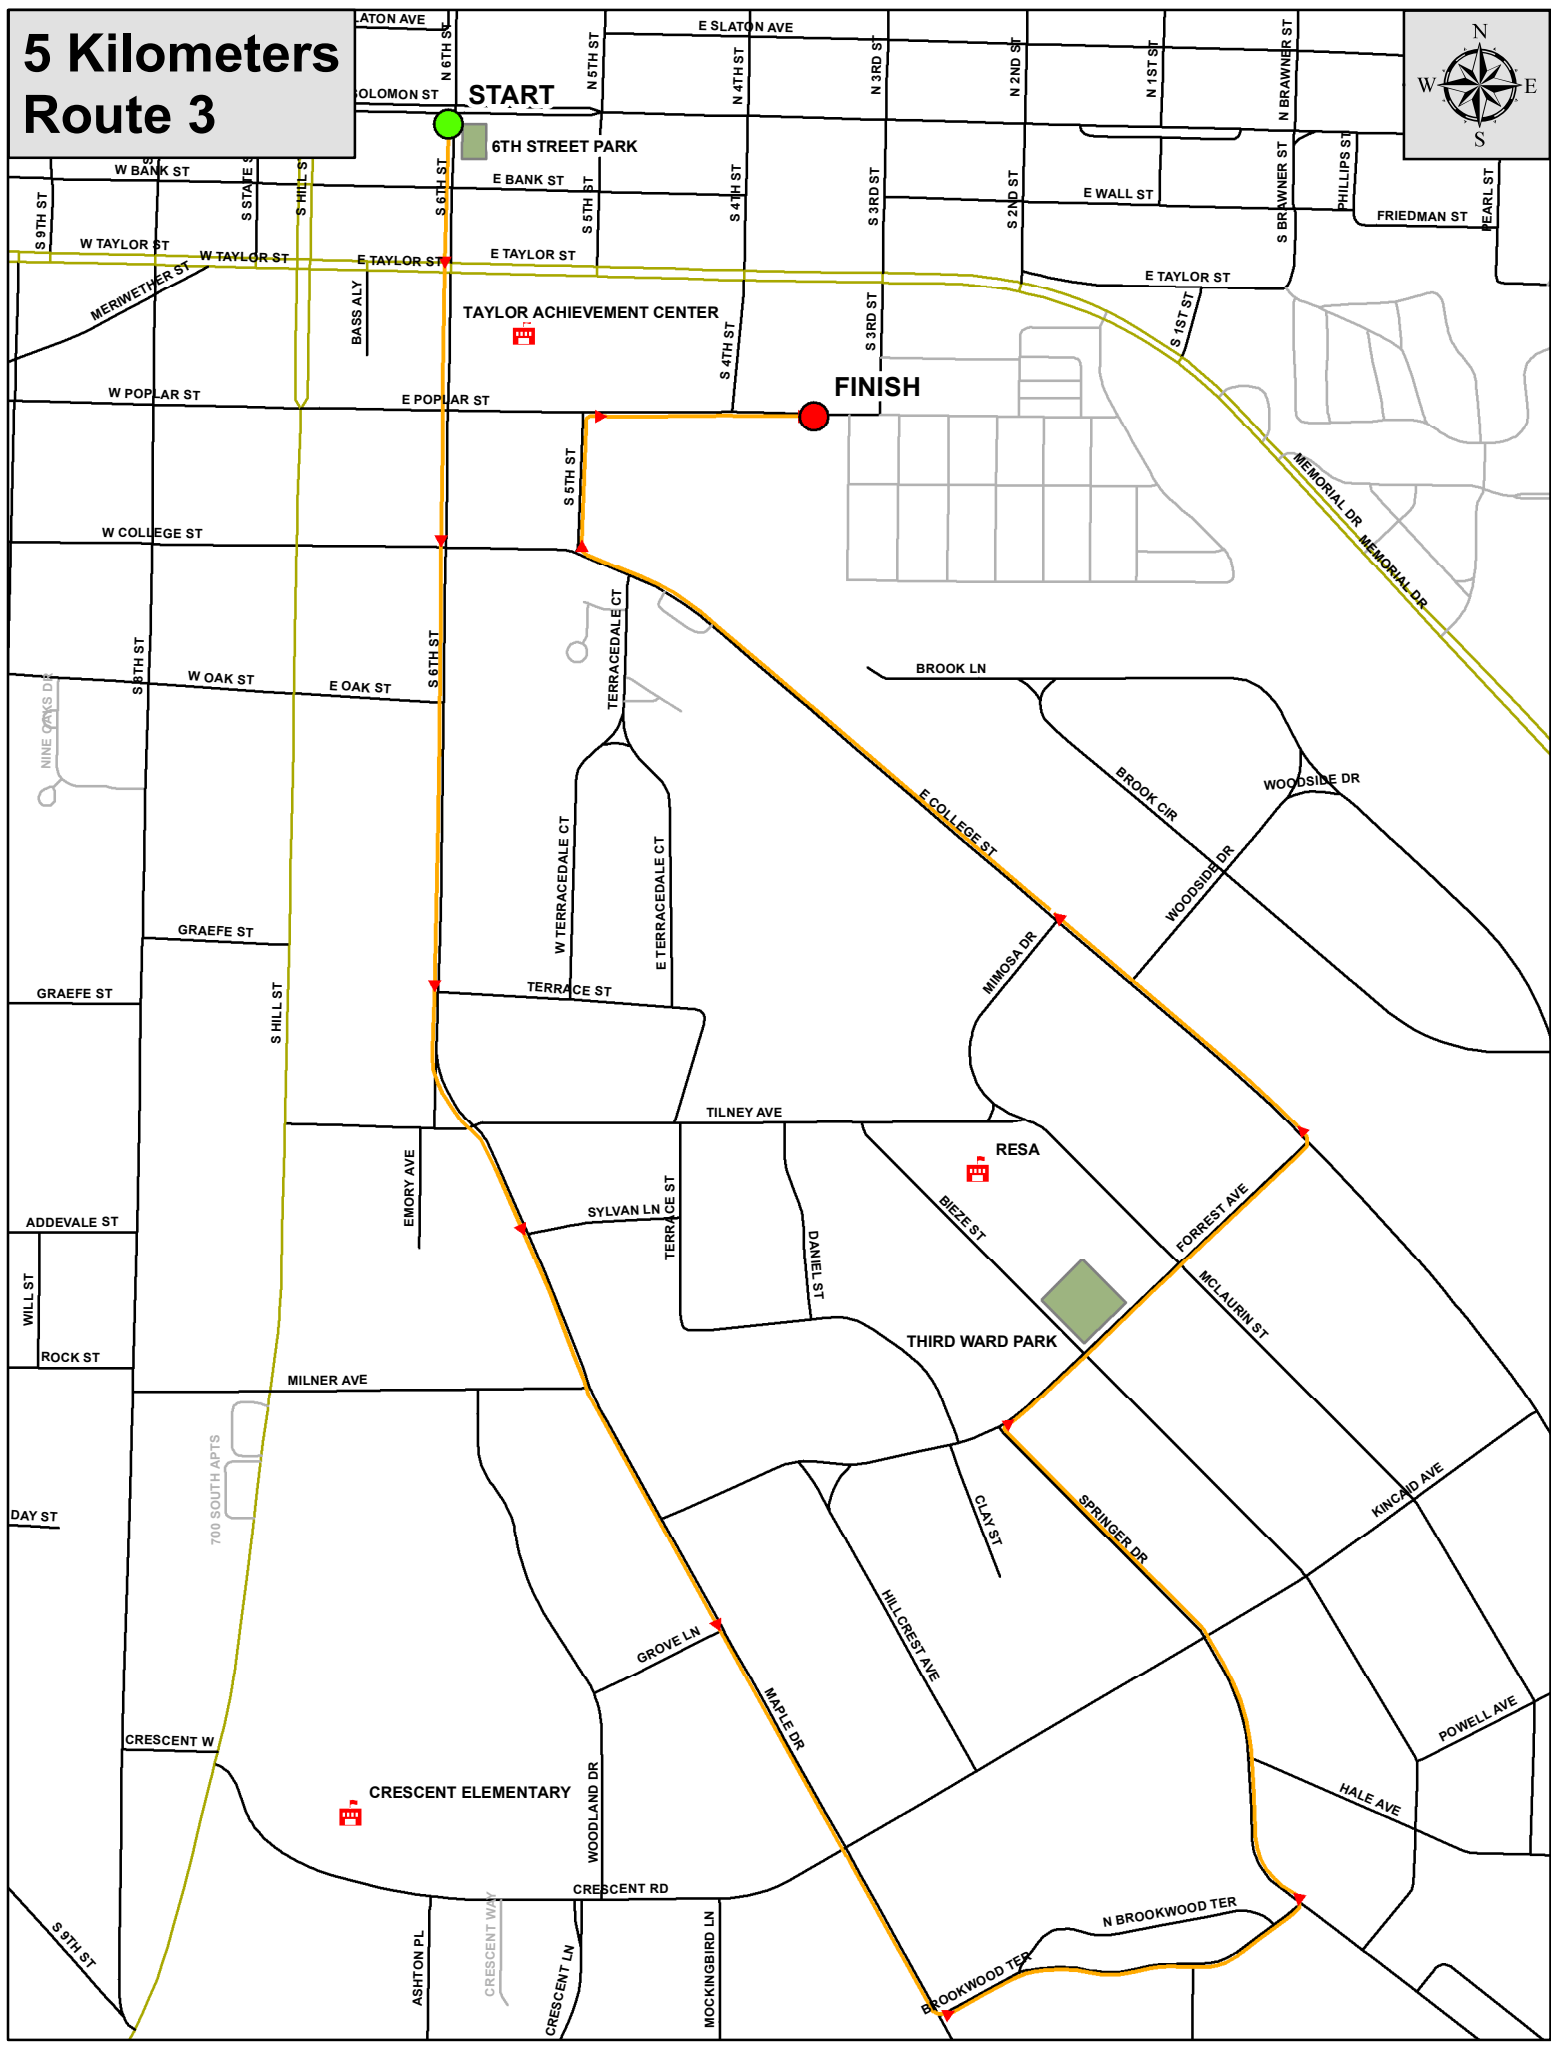 5 Kilometers
Route 3
N
W
E
S
START
FINISH
LATON AVE
E SLATON AVE
N 6TH ST
N 5TH ST
N 4TH ST
N 3RD ST
N 2ND ST
N 1ST ST
N BRAWNER ST
OLOMON ST
6TH STREET PARK
W BANK ST
E BANK ST
E WALL ST
FRIEDMAN ST
PHILLIPS ST
PEARL ST
S 9TH ST
S STATE S
S HILL S
S 6TH ST
S 5TH ST
S 4TH ST
S 3RD ST
S 2ND ST
S BRAWNER ST
W TAYLOR ST
W TAYLOR ST
E TAYLOR ST
E TAYLOR ST
E TAYLOR ST
MERIWETHER ST
BASS ALY
TAYLOR ACHIEVEMENT CENTER
S 4TH ST
S 3RD ST
S 1ST ST
W POPLAR ST
E POPLAR ST
S 5TH ST
MEMORIAL DR
MEMORIAL DR
W COLLEGE ST
TERRACEDALE CT
S 8TH ST
S 6TH ST
W OAK ST
E OAK ST
NINE OAKS DR
BROOK LN
BROOK CIR
WOODSIDE DR
WOODSIDE DR
E COLLEGE ST
W TERRACEDALE CT
E TERRACEDALE CT
GRAEFE ST
GRAEFE ST
S HILL ST
TERRACE ST
MIMOSA DR
TILNEY AVE
RESA
EMORY AVE
SYLVAN LN
TERRACE ST
DANIEL ST
BIEZE ST
FORREST AVE
MCLAURIN ST
ADDEVALE ST
WILL ST
ROCK ST
THIRD WARD PARK
MILNER AVE
700 SOUTH APTS
DAY ST
CLAY ST
SPRINGER DR
KINCAID AVE
HILLCREST AVE
GROVE LN
MAPLE DR
POWELL AVE
CRESCENT W
CRESCENT ELEMENTARY
WOODLAND DR
HALE AVE
CRESCENT RD
S 9TH ST
ASHTON PL
CRESCENT WAY
CRESCENT LN
MOCKINGBIRD LN
N BROOKWOOD TER
BROOKWOOD TER